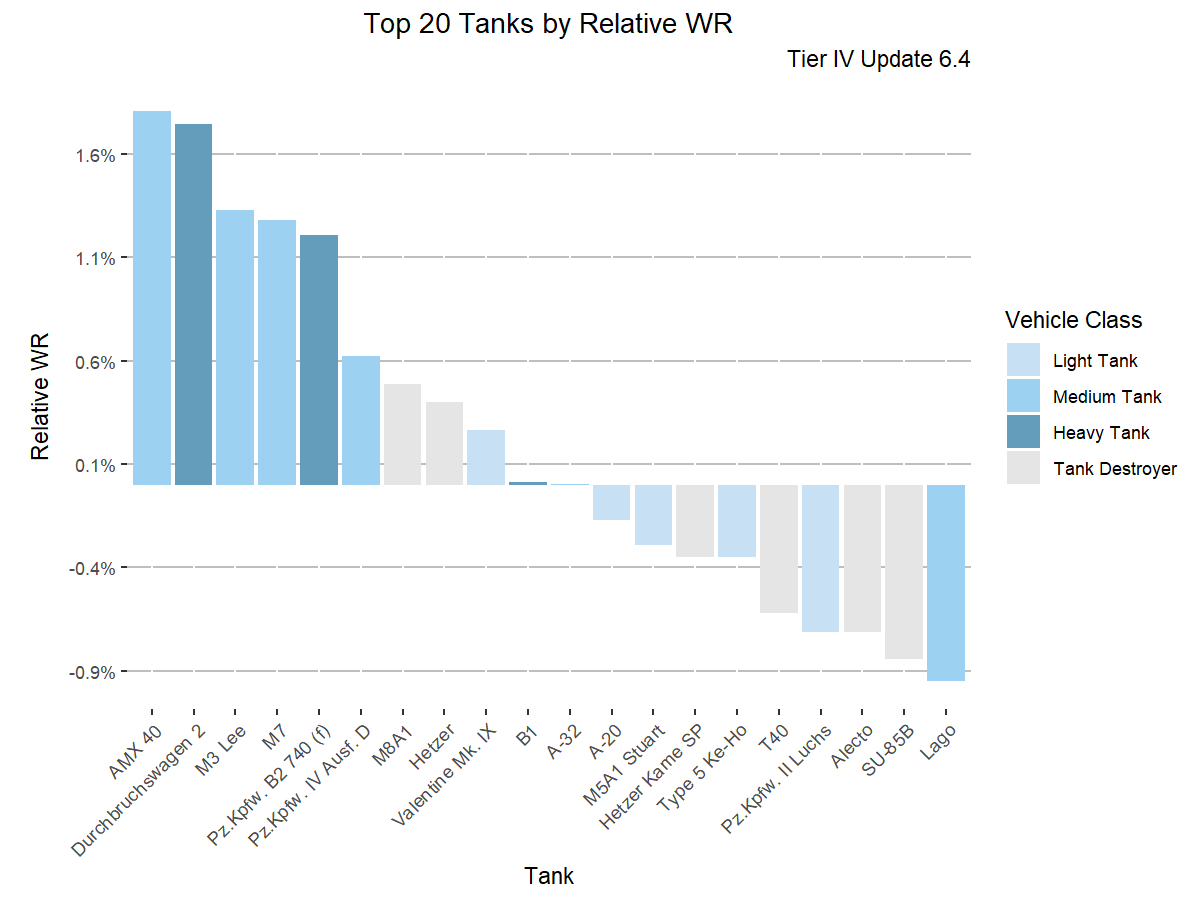 Top 20 Tanks by Relative WR
Tier IV Update 6.4
1.6%
1.1%
0.6%
0.1%
-0.4%
-0.9%
Relative WR
AMX 40
Durchbruchswagen 2
M3 Lee
M7
Pz.Kpfw. B2 740 (f)
Pz.Kpfw. IV Ausf. D
M8A1
Hetzer
Valentine Mk. IX
B1
A-32
A-20
M5A1 Stuart
Hetzer Kame SP
Type 5 Ke-Ho
T40
Pz.Kpfw. II Luchs
Alecto
SU-85B
Lago
Tank
Vehicle Class
Light Tank
Medium Tank
Heavy Tank
Tank Destroyer